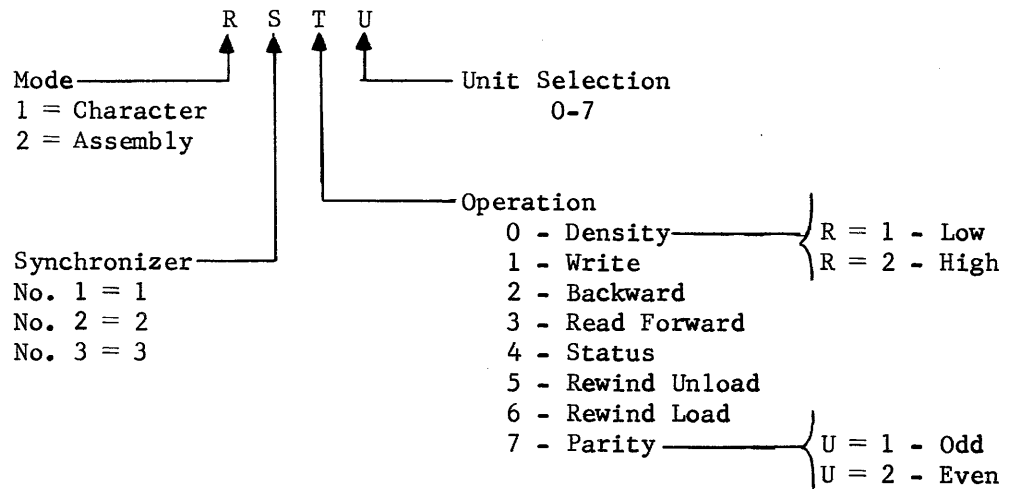 R S T U
Mode
1 = Character
2 = Assembly
Unit Selection
0-7
Synchronizer
No. 1 = 1
No. 2 = 2
No. 3 = 3
Operation
0 - Density
R = 1 - Low
R = 2 - High
1 - Write
2 - Backward
3 - Read Forward
4 - Status
5 - Rewind Unload
6 - Rewind Load
7 - Parity
U = 1 - Odd
U = 2 - Even